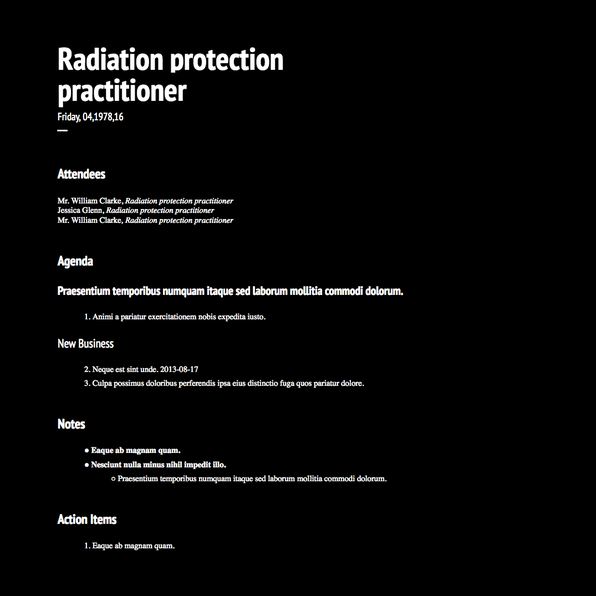 Radiation protection
practitioner
Friday, 04,1978,16
Attendees
Mr. William Clarke, Radiation protection practitioner
Jessica Glenn, Radiation protection practitioner
Mr. William Clarke, Radiation protection practitioner
Agenda
Praesentium temporibus numquam itaque sed laborum mollitia commodi dolorum.
1. Animi a pariatur exercitationem nobis expedita iusto.
New Business
2. Neque est sint unde. 2013-08-17
3. Culpa possimus doloribus perferendis ipsa eius distinctio fuga quos pariatur dolore.
Notes
● Eaque ab magnam quam.
● Nesciunt nulla minus nihil impedit illo.
○ Praesentium temporibus numquam itaque sed laborum mollitia commodi dolorum.
Action Items
1. Eaque ab magnam quam.